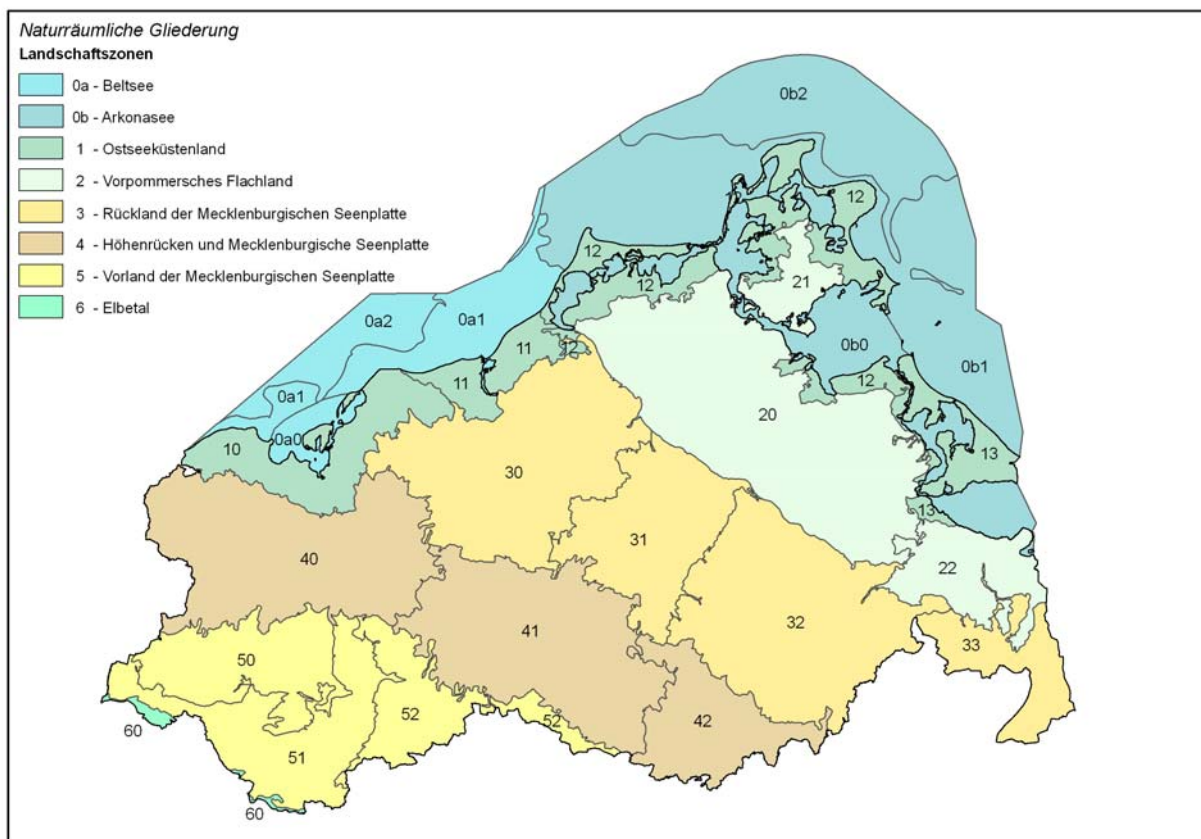 Naturräumliche Gliederung
Landschaftszonen
0a - Beltsee
0b - Arkonasee
1 - Ostseeküstenland
2 - Vorpommersches Flachland
3 - Rückland der Mecklenburgischen Seenplatte
4 - Höhenrücken und Mecklenburgische Seenplatte
5 - Vorland der Mecklenburgischen Seenplatte
6 - Elbetal
0b2
12
12
12
21
0a2
0a1
11
12
0b0
0b1
11
12
0a1
20
10
0a0
13
30
13
31
40
22
41
32
33
50
52
52
42
60
51
60